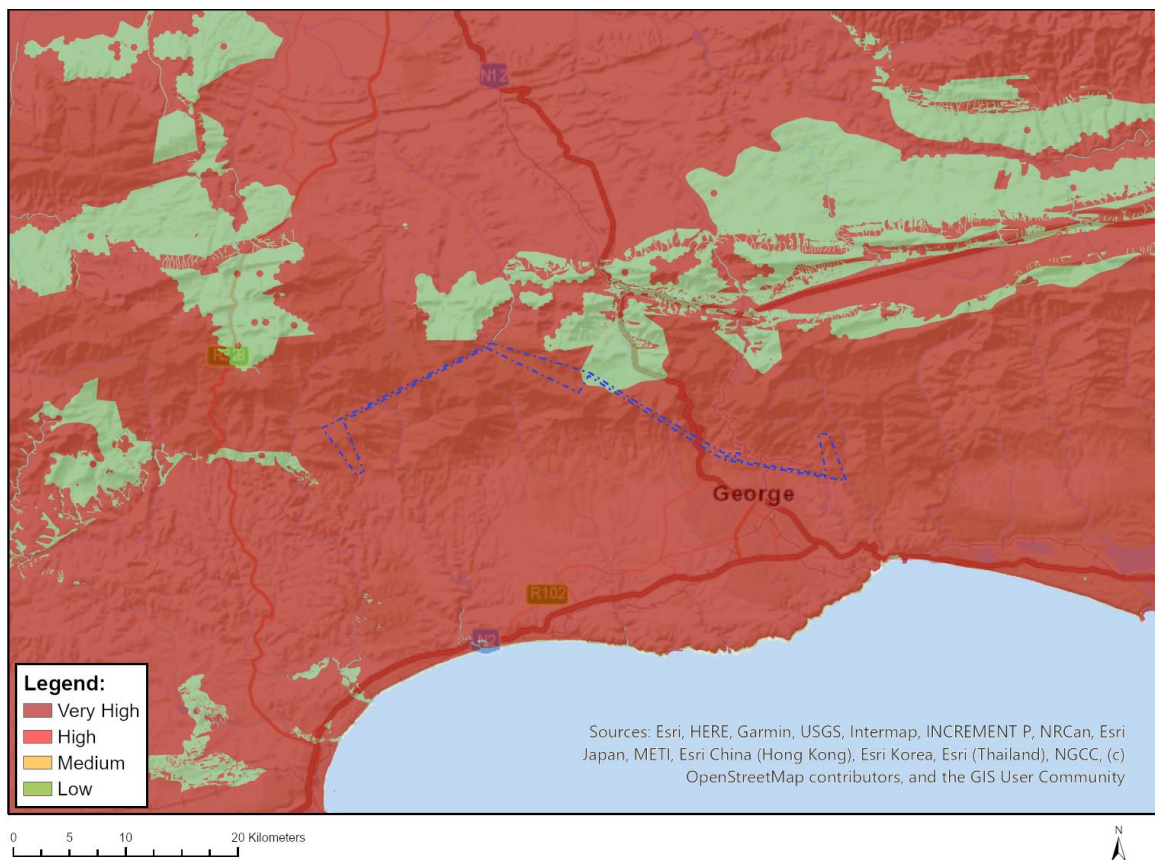 N12
R328
George
R102
N2
Legend:
Very High
High
Medium
Low
Sources: Esri, HERE, Garmin, USGS, Intermap, INCREMENT P, NRCan, Esri
Japan, METI, Esri China (Hong Kong), Esri Korea, Esri (Thailand), NGCC, (c)
OpenStreetMap contributors, and the GIS User Community
0 5 10 20 Kilometers
N